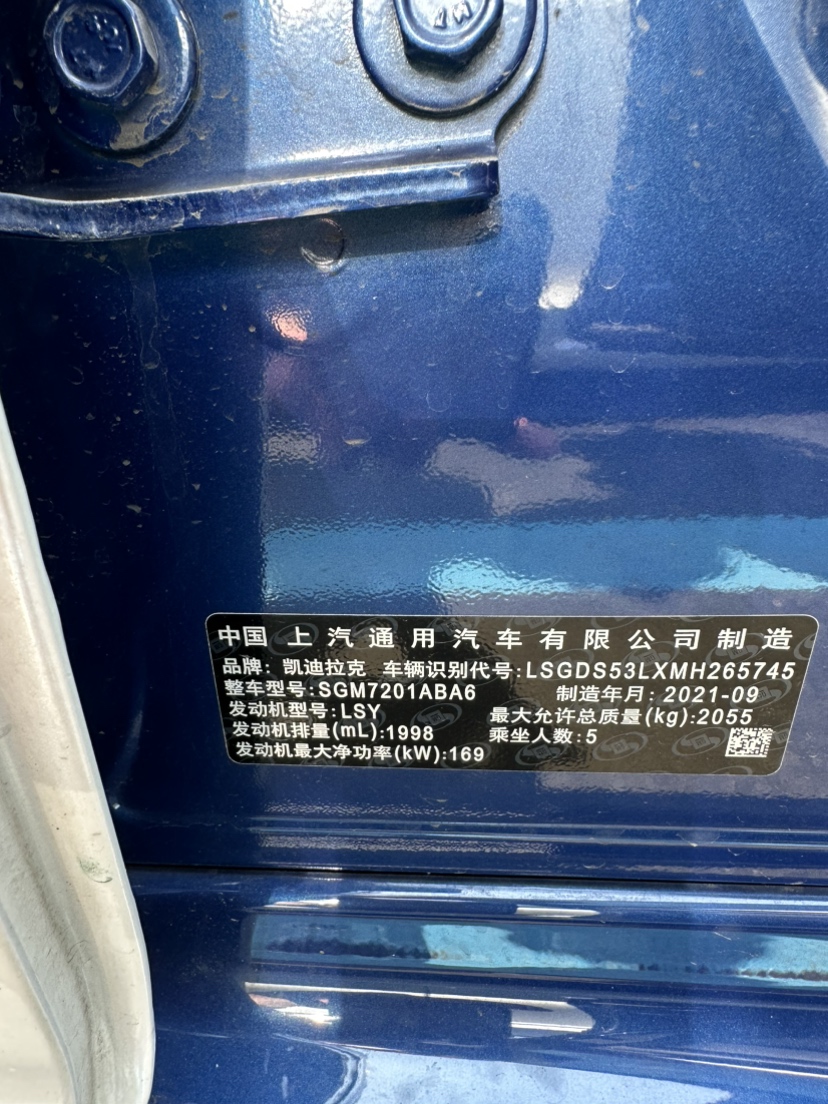 中国上汽通用汽车有限公司制造
品牌: 凯迪拉克 车辆识别代号:LSGDS53LXMH265745
整车型号:SGM7201ABA6 制造年月: 2021-09
发动机型号:LSY 最大允许总质量(kg):2055
发动机排量(mL):1998 乘坐人数:5
发动机最大净功率(kW):169